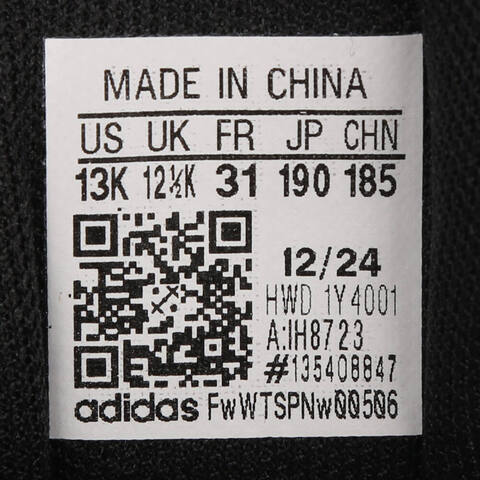 MADE IN CHINA
US UK FR JP CHN
13K 12½K 31 190 185
12/24
HWD 1Y4001
A:IH8723
#135408847
adidas FwWTSPNw00506